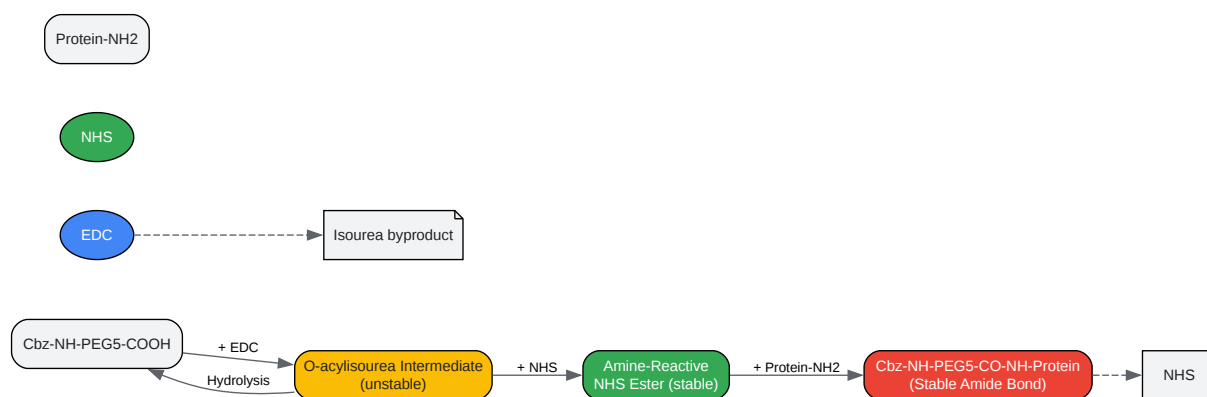 Protein-NH2
NHS
EDC
Isourea byproduct
Cbz-NH-PEG5-COOH
+ EDC
Hydrolysis
O-acylisourea Intermediate
(unstable)
+ NHS
Amine-Reactive
NHS Ester (stable)
+ Protein-NH2
Cbz-NH-PEG5-CO-NH-Protein
(Stable Amide Bond)
NHS